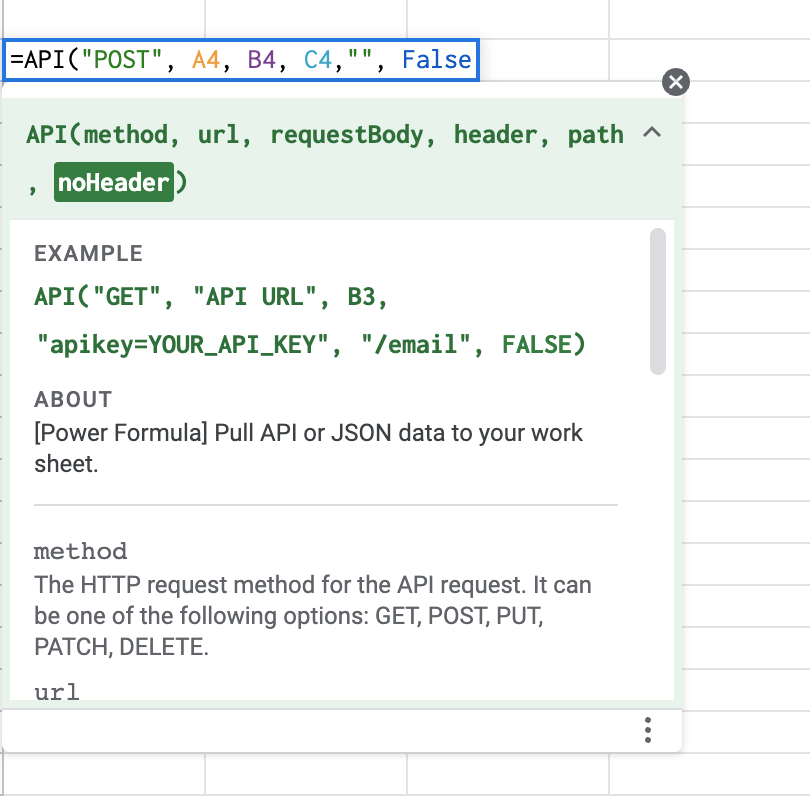 =API("POST", A4, B4, C4,"", False
API(method, url, requestBody, header, path
, noHeader)
EXAMPLE
API("GET", "API URL", B3,
"apikey=YOUR_API_KEY", "/email", FALSE)
ABOUT
[Power Formula] Pull API or JSON data to your work
sheet.
method
The HTTP request method for the API request. It can
be one of the following options: GET, POST, PUT,
PATCH, DELETE.
url